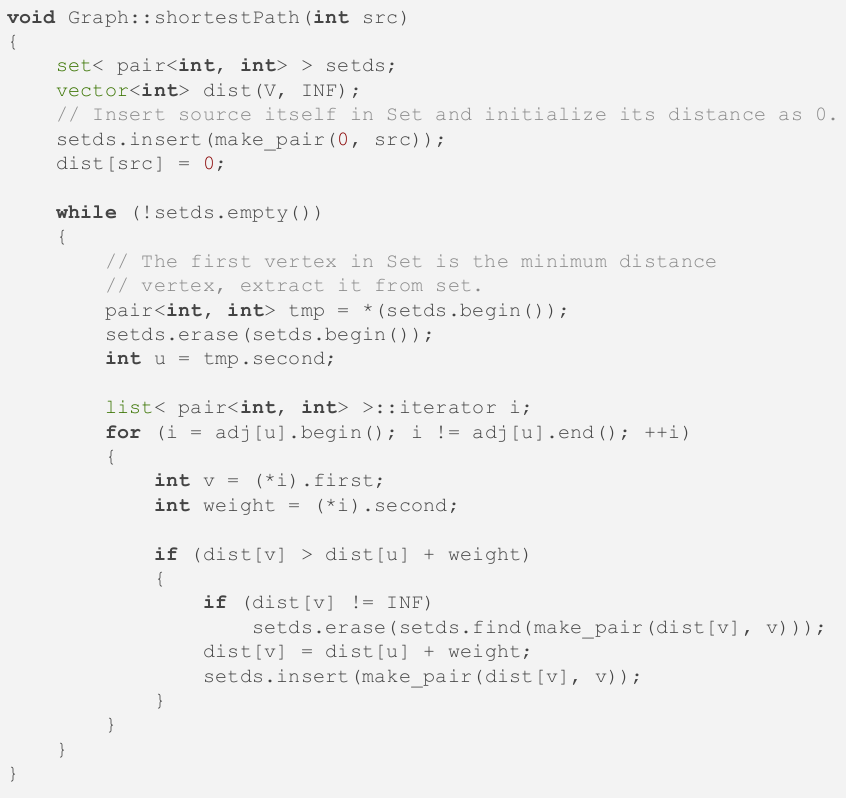 void Graph::shortestPath(int src)
{
    set< pair<int, int> > setds;
    vector<int> dist(V, INF);
    // Insert source itself in Set and initialize its distance as 0.
    setds.insert(make_pair(0, src));
    dist[src] = 0;

    while (!setds.empty())
    {
        // The first vertex in Set is the minimum distance
        // vertex, extract it from set.
        pair<int, int> tmp = *(setds.begin());
        setds.erase(setds.begin());
        int u = tmp.second;

        list< pair<int, int> >::iterator i;
        for (i = adj[u].begin(); i != adj[u].end(); ++i)
        {
            int v = (*i).first;
            int weight = (*i).second;

            if (dist[v] > dist[u] + weight)
            {
                if (dist[v] != INF)
                    setds.erase(setds.find(make_pair(dist[v], v)));
                dist[v] = dist[u] + weight;
                setds.insert(make_pair(dist[v], v));
            }
        }
    }
}